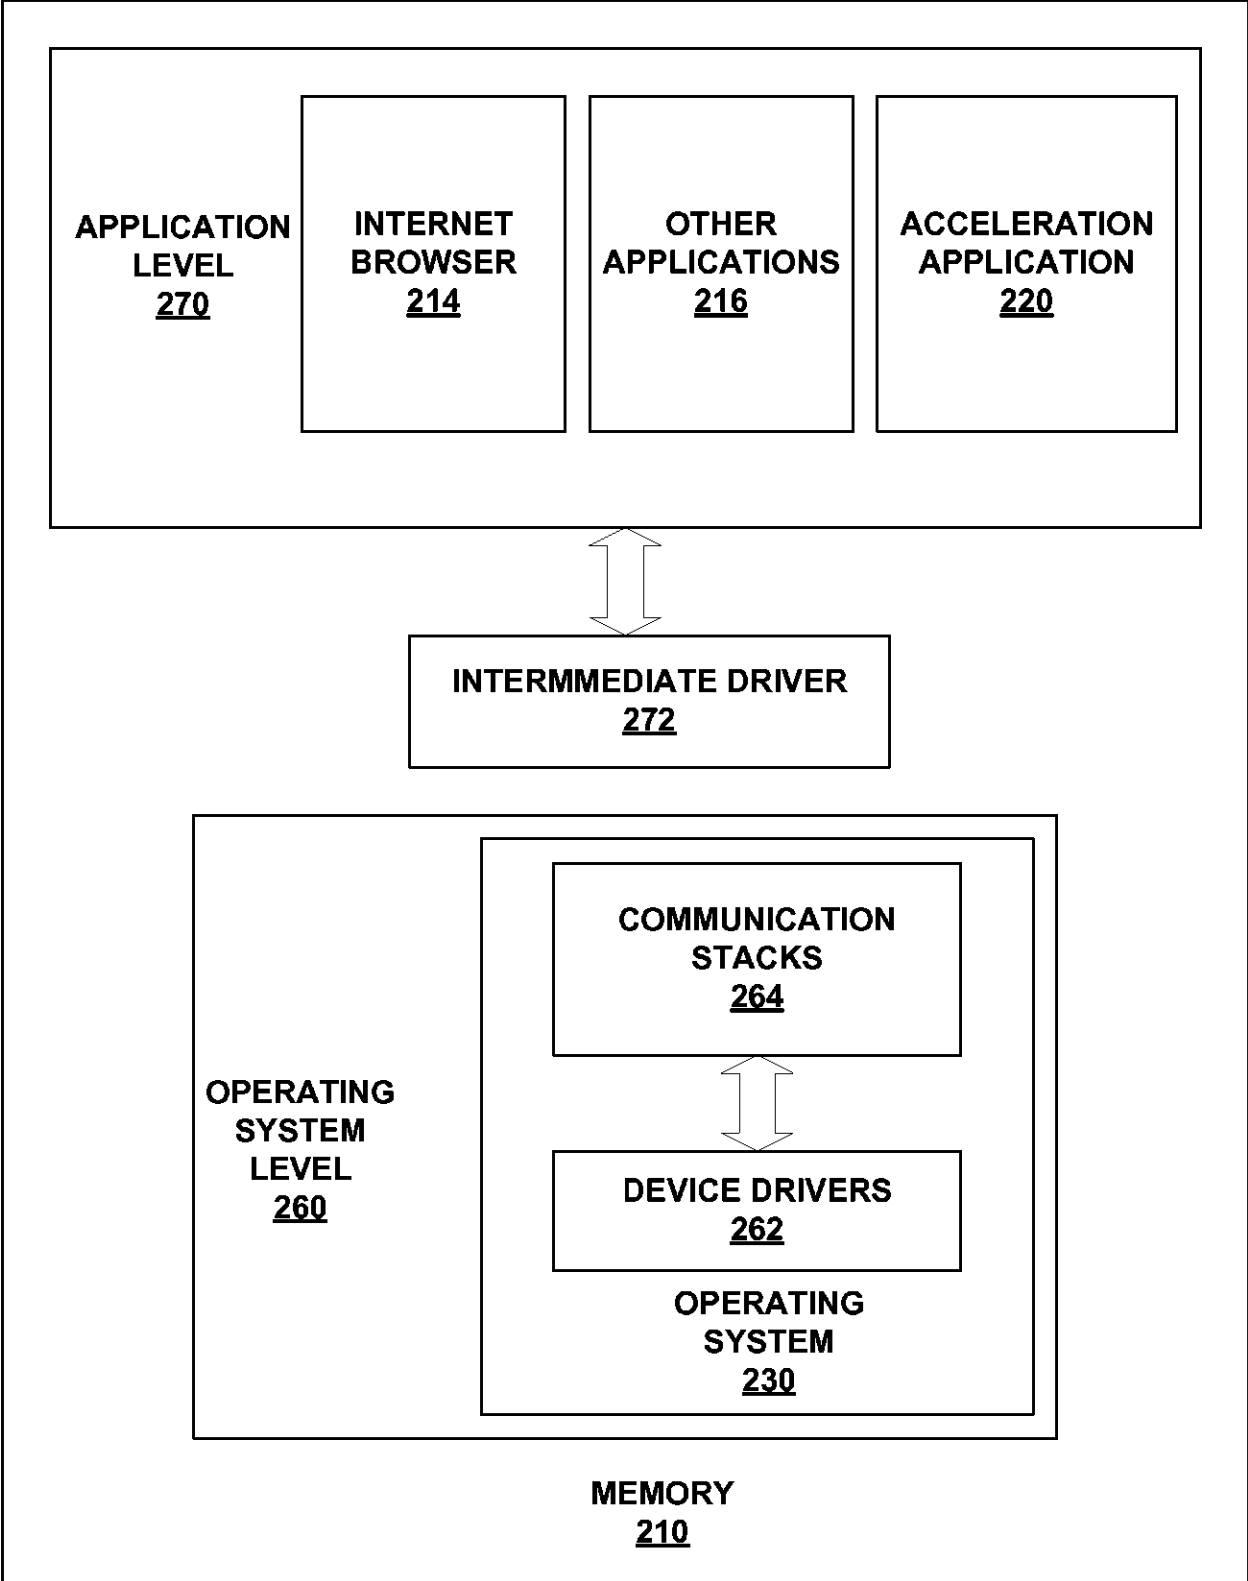 APPLICATION
LEVEL
270
INTERNET
BROWSER
214
OTHER
APPLICATIONS
216
ACCELERATION
APPLICATION
220
INTERMMEDIATE DRIVER
272
COMMUNICATION
STACKS
264
OPERATING
SYSTEM
LEVEL
260
DEVICE DRIVERS
262
OPERATING
SYSTEM
230
MEMORY
210